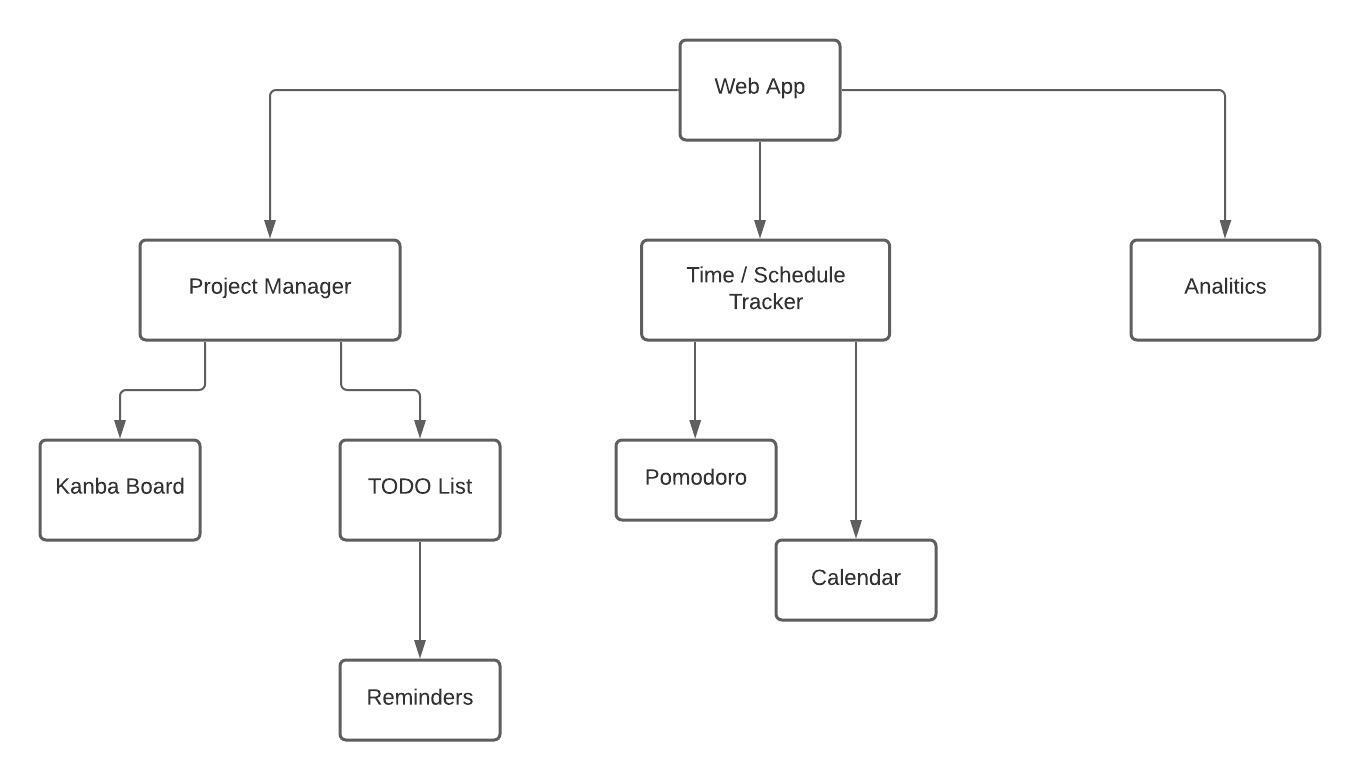 Web App
Project Manager
Time / Schedule
Tracker
Analitics
Kanba Board
TODO List
Pomodoro
Calendar
Reminders